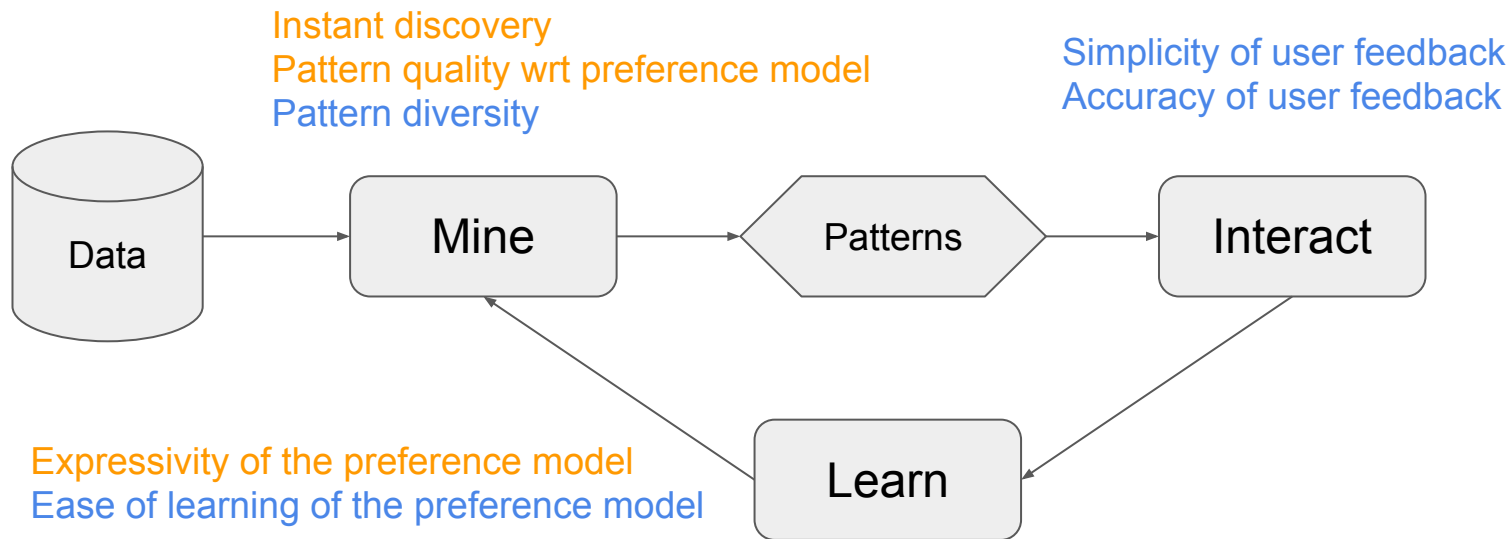 Instant discovery
Pattern quality wrt preference model
Pattern diversity
Simplicity of user feedback
Accuracy of user feedback
Data
Mine
Patterns
Interact
Expressivity of the preference model
Ease of learning of the preference model
Learn